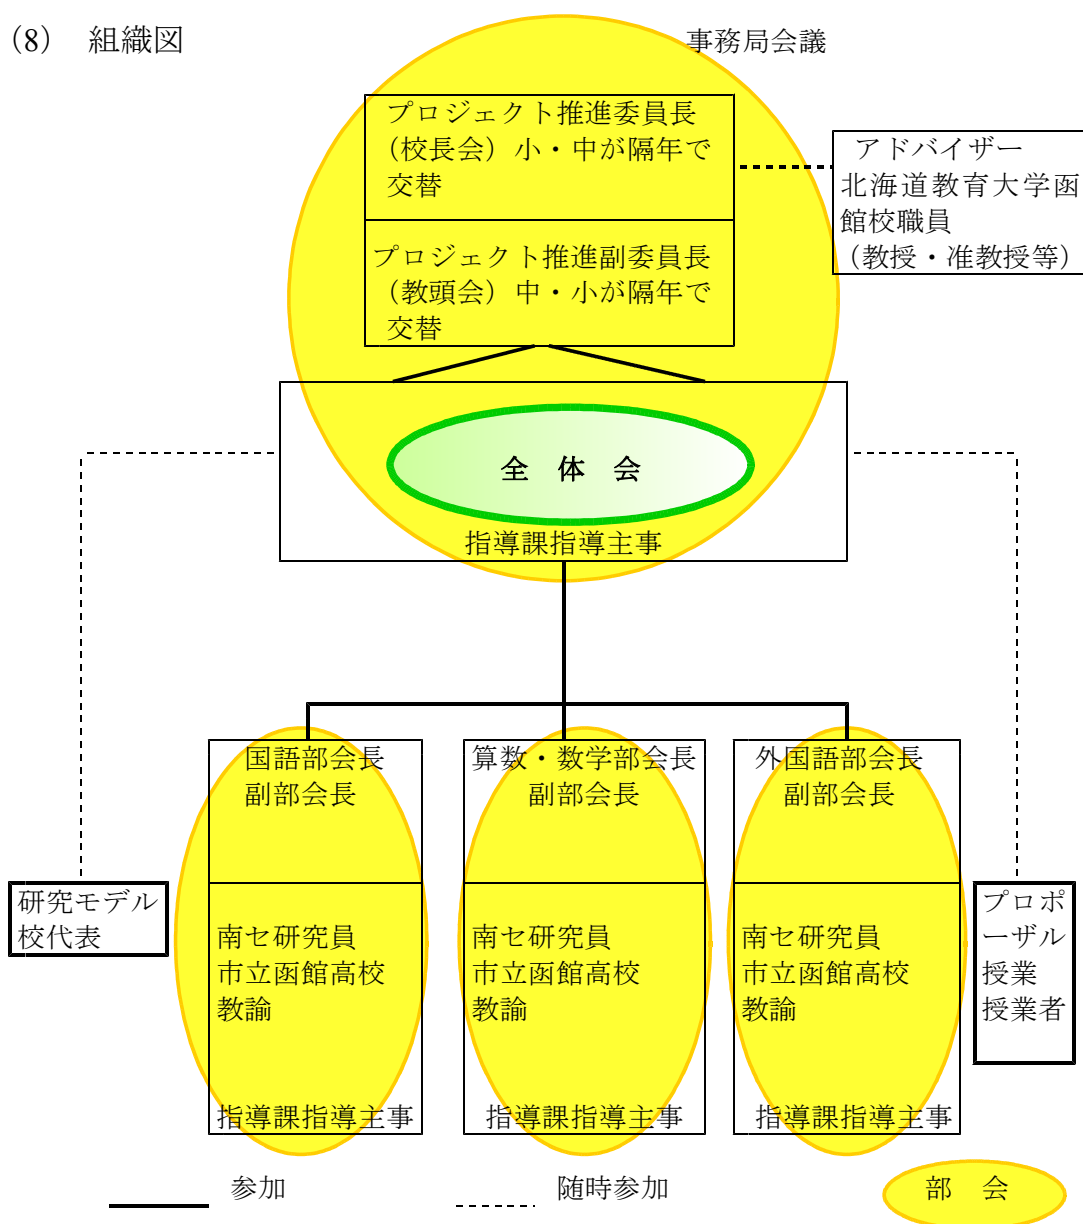 (8) 組織図
事務局会議
プロジェクト推進委員長
(校長会)小・中が隔年で
交替
アドバイザー
北海道教育大学函
館校職員
(教授・准教授等)
プロジェクト推進副委員長
(教頭会)中・小が隔年で
交替
全 体 会
指導課指導主事
国語部会長
副部会長
算数・数学部会長
副部会長
外国語部会長
副部会長
研究モデル
校代表
南セ研究員
市立函館高校
教諭
指導課指導主事
南セ研究員
市立函館高校
教諭
指導課指導主事
南セ研究員
市立函館高校
教諭
指導課指導主事
プロポ
ーザル
授業
授業者
参加
随時参加
部 会